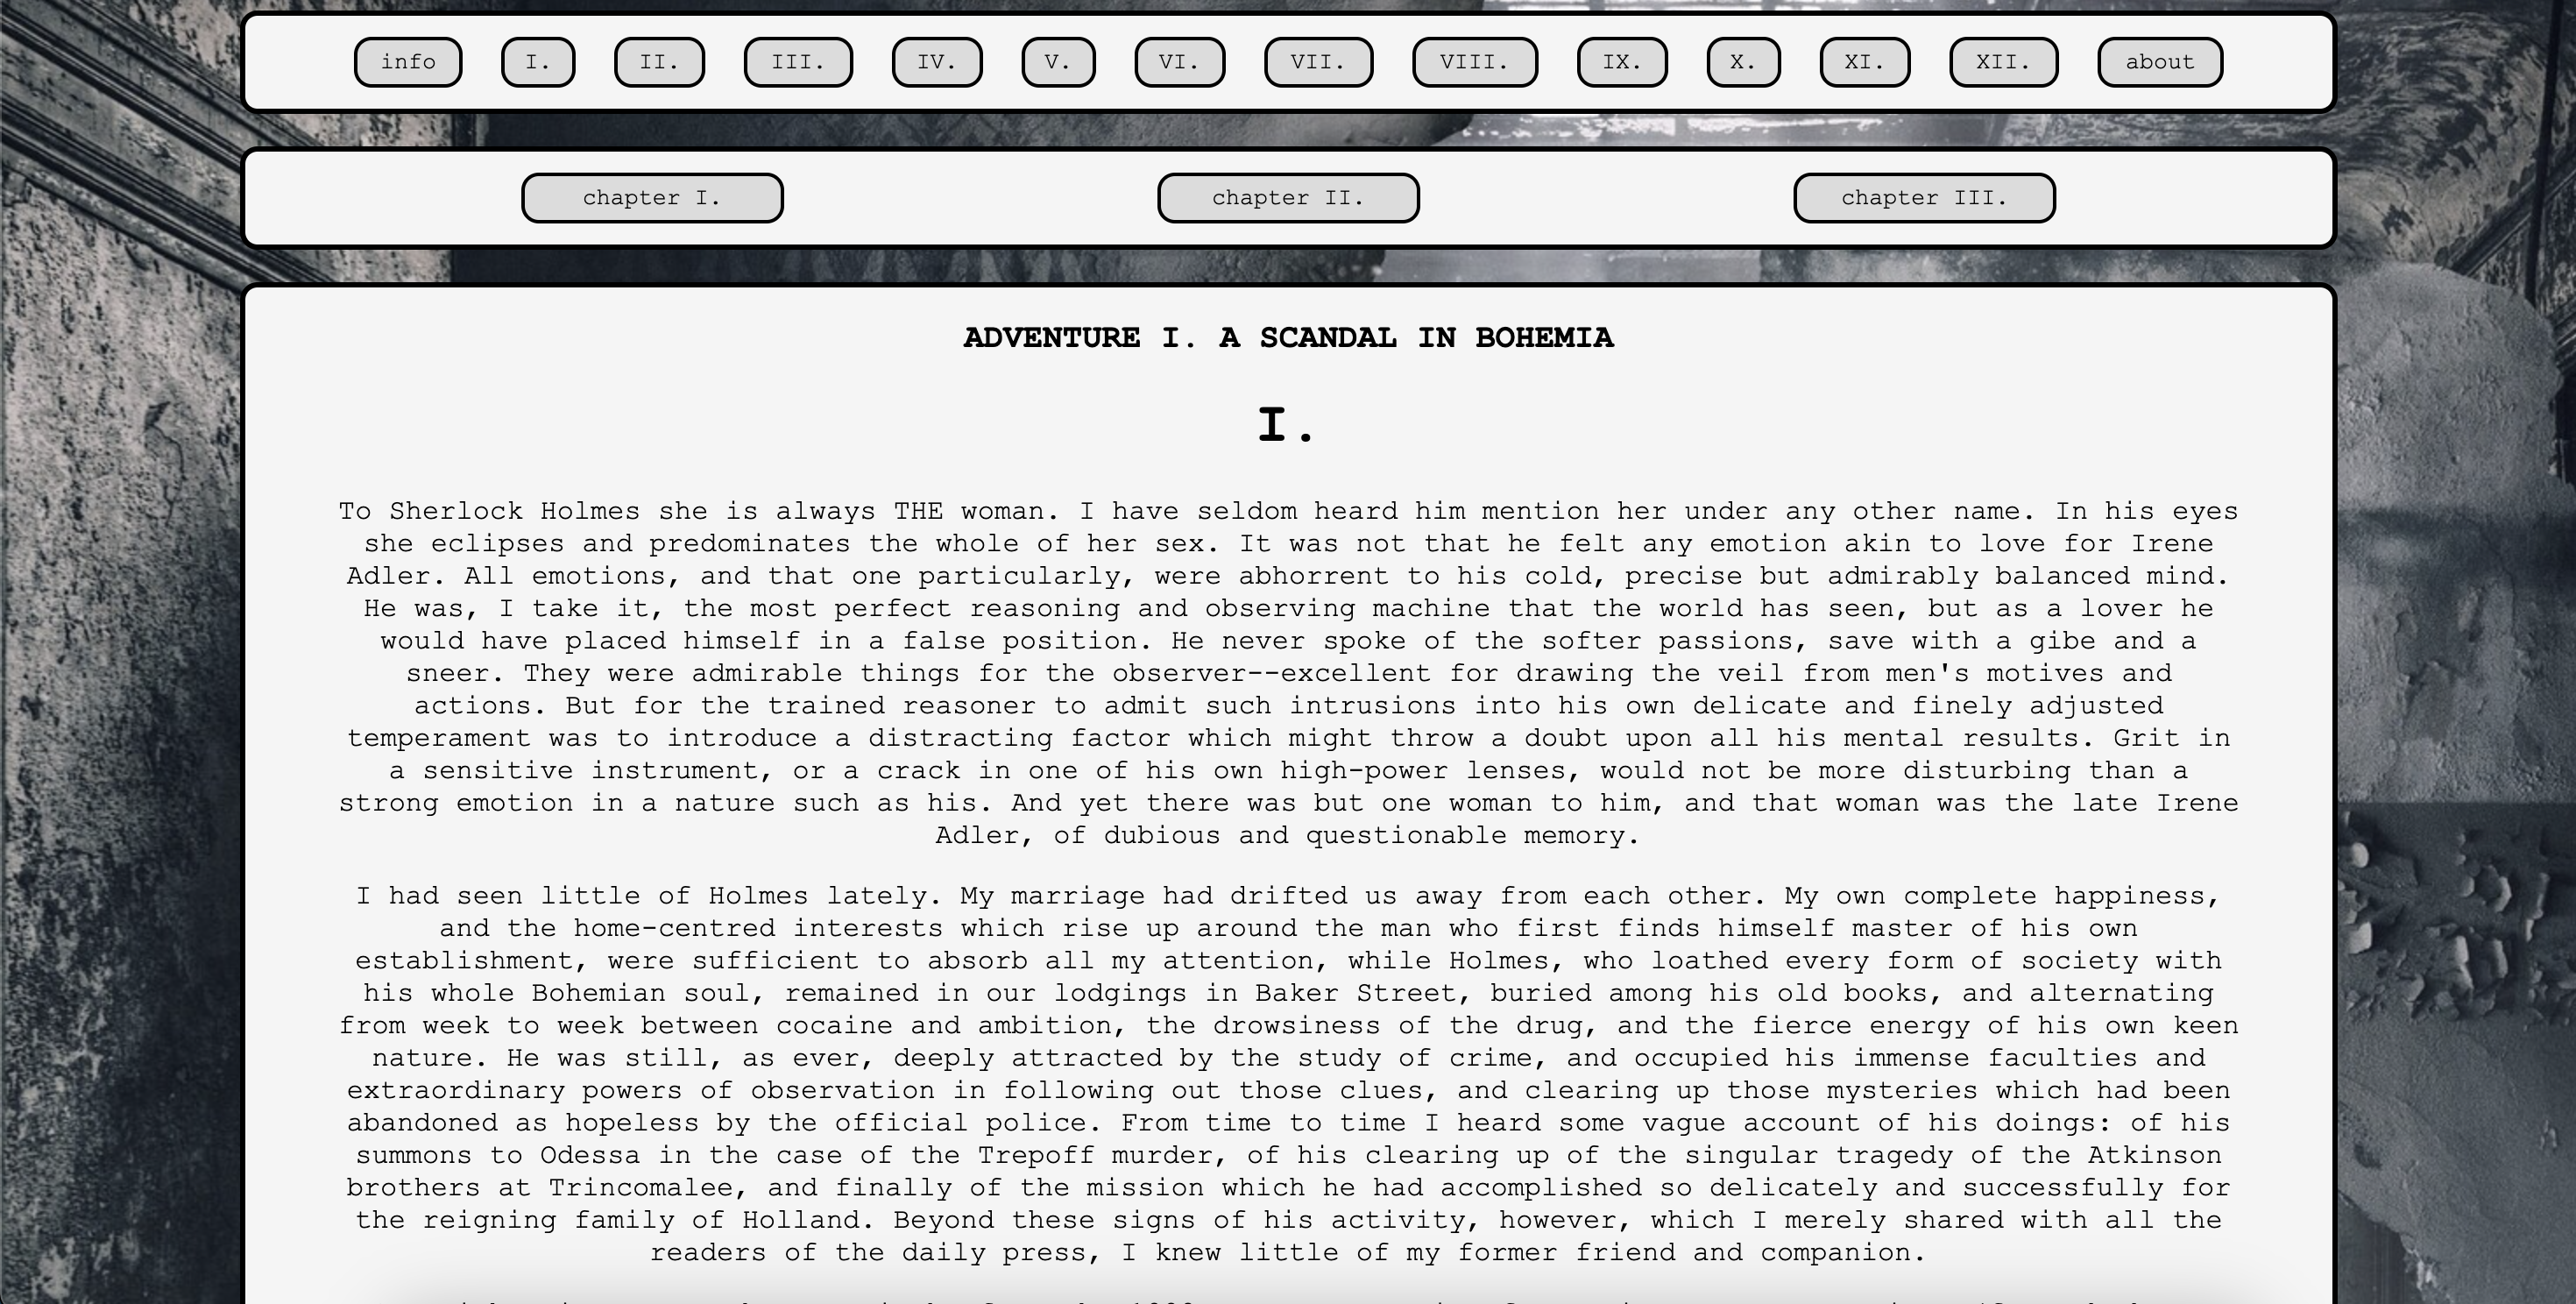 info I. II. III. IV. V. VI. VII. VIII. IX. X. XI. XII. about
chapter I. chapter II. chapter III.
ADVENTURE I. A SCANDAL IN BOHEMIA
I.
To Sherlock Holmes she is always THE woman. I have seldom heard him mention her under any other name. In his eyes
she eclipses and predominates the whole of her sex. It was not that he felt any emotion akin to love for Irene
Adler. All emotions, and that one particularly, were abhorrent to his cold, precise but admirably balanced mind.
He was, I take it, the most perfect reasoning and observing machine that the world has seen, but as a lover he
would have placed himself in a false position. He never spoke of the softer passions, save with a gibe and a
sneer. They were admirable things for the observer--excellent for drawing the veil from men's motives and
actions. But for the trained reasoner to admit such intrusions into his own delicate and finely adjusted
temperament was to introduce a distracting factor which might throw a doubt upon all his mental results. Grit in
a sensitive instrument, or a crack in one of his own high-power lenses, would not be more disturbing than a
strong emotion in a nature such as his. And yet there was but one woman to him, and that woman was the late Irene
Adler, of dubious and questionable memory.
I had seen little of Holmes lately. My marriage had drifted us away from each other. My own complete happiness,
and the home-centred interests which rise up around the man who first finds himself master of his own
establishment, were sufficient to absorb all my attention, while Holmes, who loathed every form of society with
his whole Bohemian soul, remained in our lodgings in Baker Street, buried among his old books, and alternating
from week to week between cocaine and ambition, the drowsiness of the drug, and the fierce energy of his own keen
nature. He was still, as ever, deeply attracted by the study of crime, and occupied his immense faculties and
extraordinary powers of observation in following out those clues, and clearing up those mysteries which had been
abandoned as hopeless by the official police. From time to time I heard some vague account of his doings: of his
summons to Odessa in the case of the Trepoff murder, of his clearing up of the singular tragedy of the Atkinson
brothers at Trincomalee, and finally of the mission which he had accomplished so delicately and successfully for
the reigning family of Holland. Beyond these signs of his activity, however, which I merely shared with all the
readers of the daily press, I knew little of my former friend and companion.